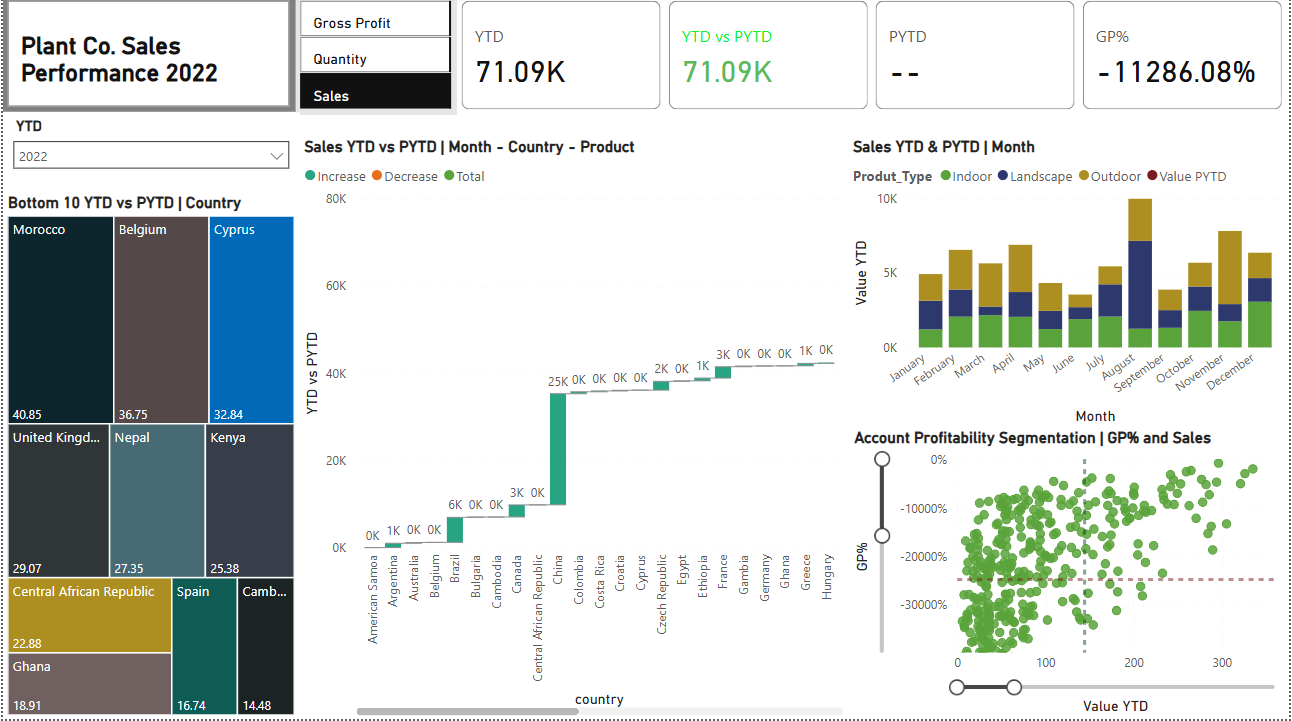 Plant Co. Sales
Performance 2022
Gross Profit
Quantity
Sales
YTD
71.09K
YTD vs PYTD
71.09K
PYTD
--
GP%
-11286.08%
YTD
2022
Bottom 10 YTD vs PYTD | Country
Morocco
40.85
Belgium
36.75
Cyprus
32.84
United Kingd...
29.07
Nepal
27.35
Kenya
25.38
Central African Republic
22.88
Ghana
18.91
Spain
16.74
Camb...
14.48
Sales YTD vs PYTD | Month - Country - Product
Increase Decrease Total
YTD vs PYTD
80K
60K
40K
20K
0K
0K 1K 0K 0K 6K 0K 0K 3K 0K 25K 0K 0K 0K 0K 2K 0K 1K 3K 0K 0K 0K 1K 0K
American Samoa
Argentina
Australia
Belgium
Brazil
Bulgaria
Cambodia
Canada
Central African Republic
China
Colombia
Costa Rica
Croatia
Cyprus
Czech Republic
Egypt
Ethiopia
France
Gambia
Germany
Ghana
Greece
Hungary
country
Sales YTD & PYTD | Month
Produt_Type Indoor Landscape Outdoor Value PYTD
Value YTD
10K
5K
0K
January
February
March
April
May
June
July
August
September
October
November
December
Month
Account Profitability Segmentation | GP% and Sales
GP%
0%
-10000%
-20000%
-30000%
0 100 200 300
Value YTD